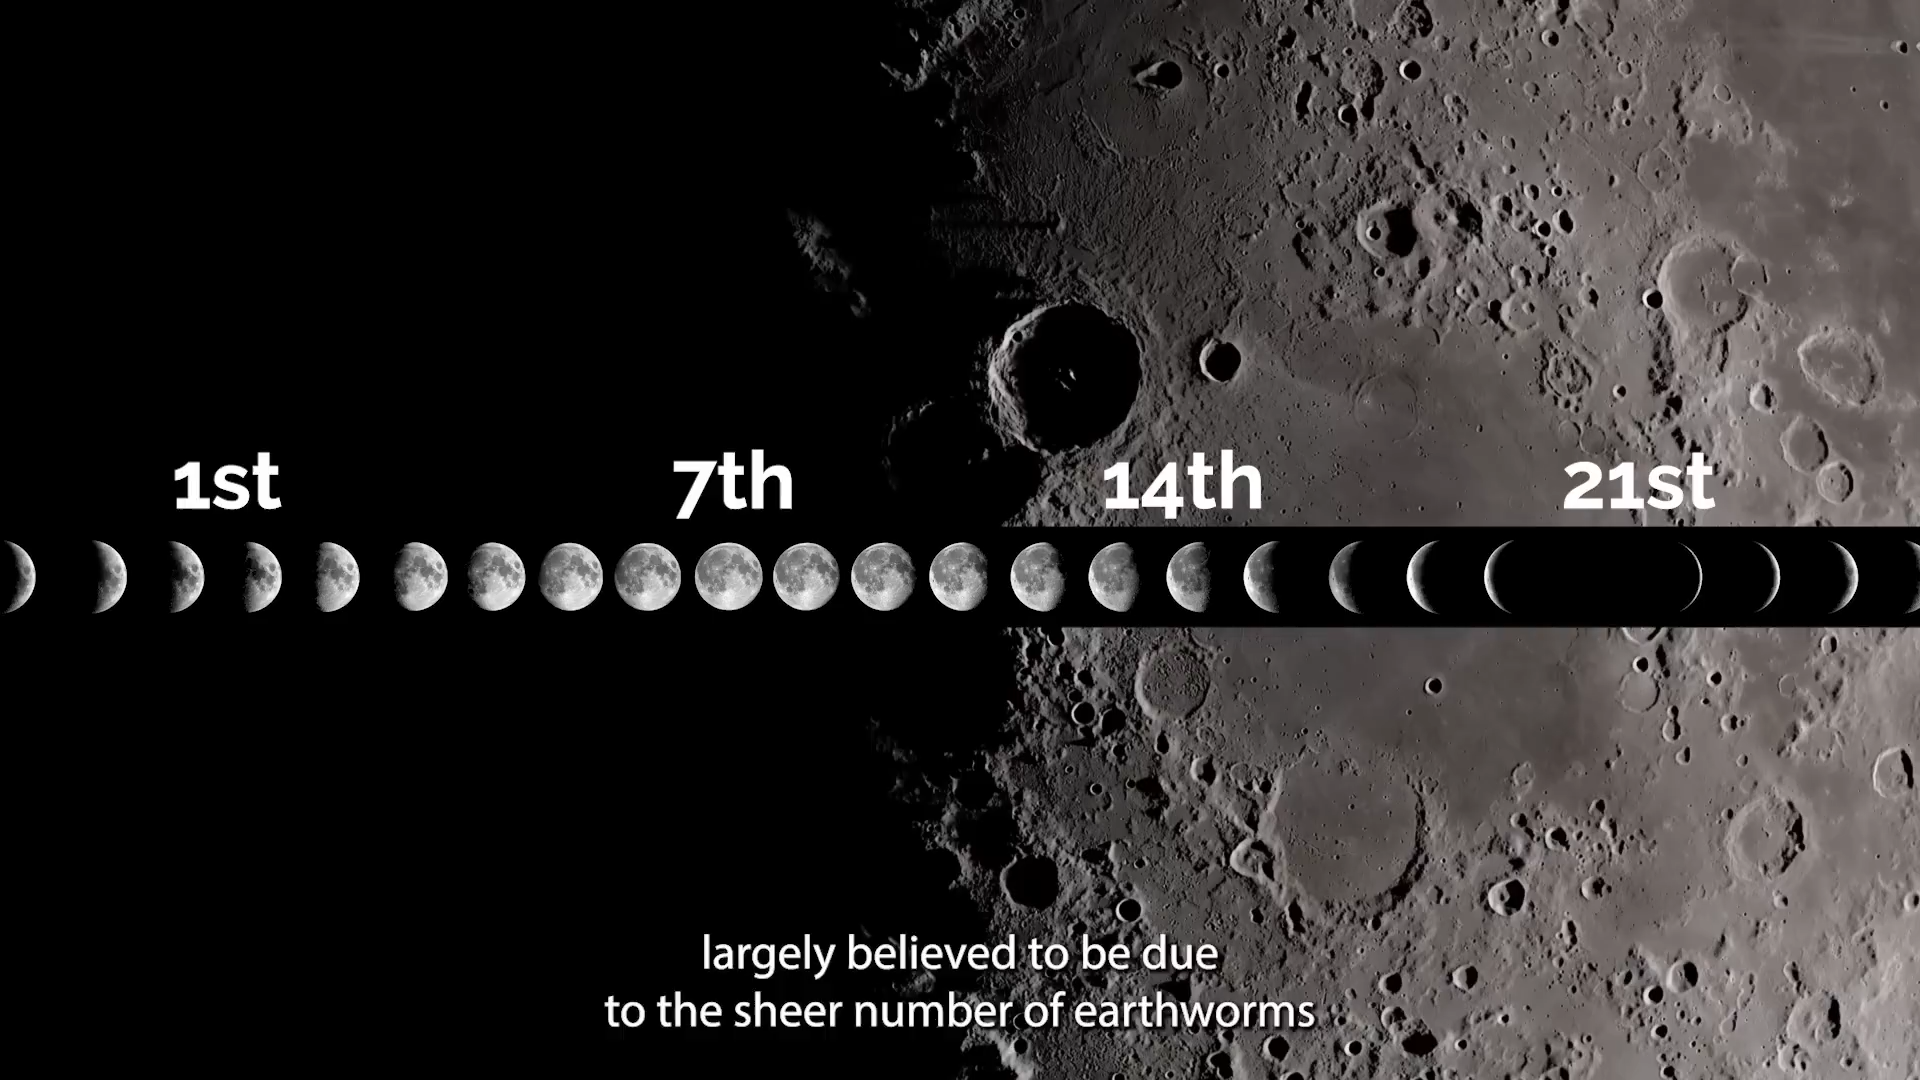 1st 7th 14th 21st
largely believed to be due
to the sheer number of earthworms